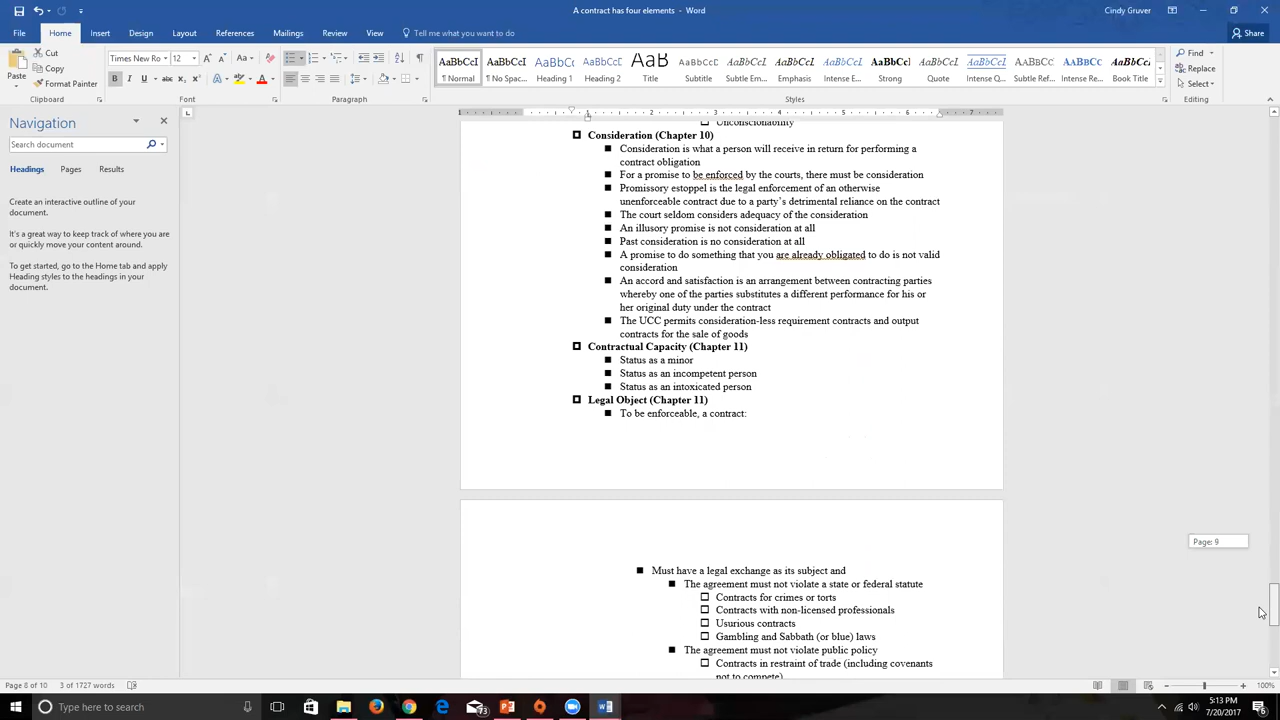 A contract has four elements - Word
Cindy Gruver
File Home Insert Design Layout References Mailings Review View Tell me what you want to do
Share
Paste
Cut
Copy
Format Painter
Clipboard
Times New Ro 12
Font
Paragraph
AaBbCcI AaBbCcI AaBbCcI AaBbCcI AaB AaBbCcI AaBbCcL AaBbCcL AaBbCcL AaBbCc AaBbCcL AaBbCcL AaBbCcI AaBbCc AaBbCcL
¶ Normal ¶ No Spac... Heading 1 Heading 2 Title Subtitle Subtle Em... Emphasis Intense E... Strong Quote Intense Q... Subtle Ref... Intense Re... Book Title
Styles
Find
Replace
Select
Editing
Navigation
Search document
Headings Pages Results
Create an interactive outline of your
document.
It's a great way to keep track of where you are
or quickly move your content around.
To get started, go to the Home tab and apply
Heading styles to the headings in your
document.
Unconscionability
Consideration (Chapter 10)
Consideration is what a person will receive in return for performing a
contract obligation
For a promise to be enforced by the courts, there must be consideration
Promissory estoppel is the legal enforcement of an otherwise
unenforceable contract due to a party's detrimental reliance on the contract
The court seldom considers adequacy of the consideration
An illusory promise is not consideration at all
Past consideration is no consideration at all
A promise to do something that you are already obligated to do is not valid
consideration
An accord and satisfaction is an arrangement between contracting parties
whereby one of the parties substitutes a different performance for his or
her original duty under the contract
The UCC permits consideration-less requirement contracts and output
contracts for the sale of goods
Contractual Capacity (Chapter 11)
Status as a minor
Status as an incompetent person
Status as an intoxicated person
Legal Object (Chapter 11)
To be enforceable, a contract:
Page: 9
Must have a legal exchange as its subject and
The agreement must not violate a state or federal statute
Contracts for crimes or torts
Contracts with non-licensed professionals
Usurious contracts
Gambling and Sabbath (or blue) laws
The agreement must not violate public policy
Contracts in restraint of trade (including covenants
not to compete)
Page 8 of 10 3 of 1727 words
100%
Type here to search
73
5:13 PM
7/20/2017